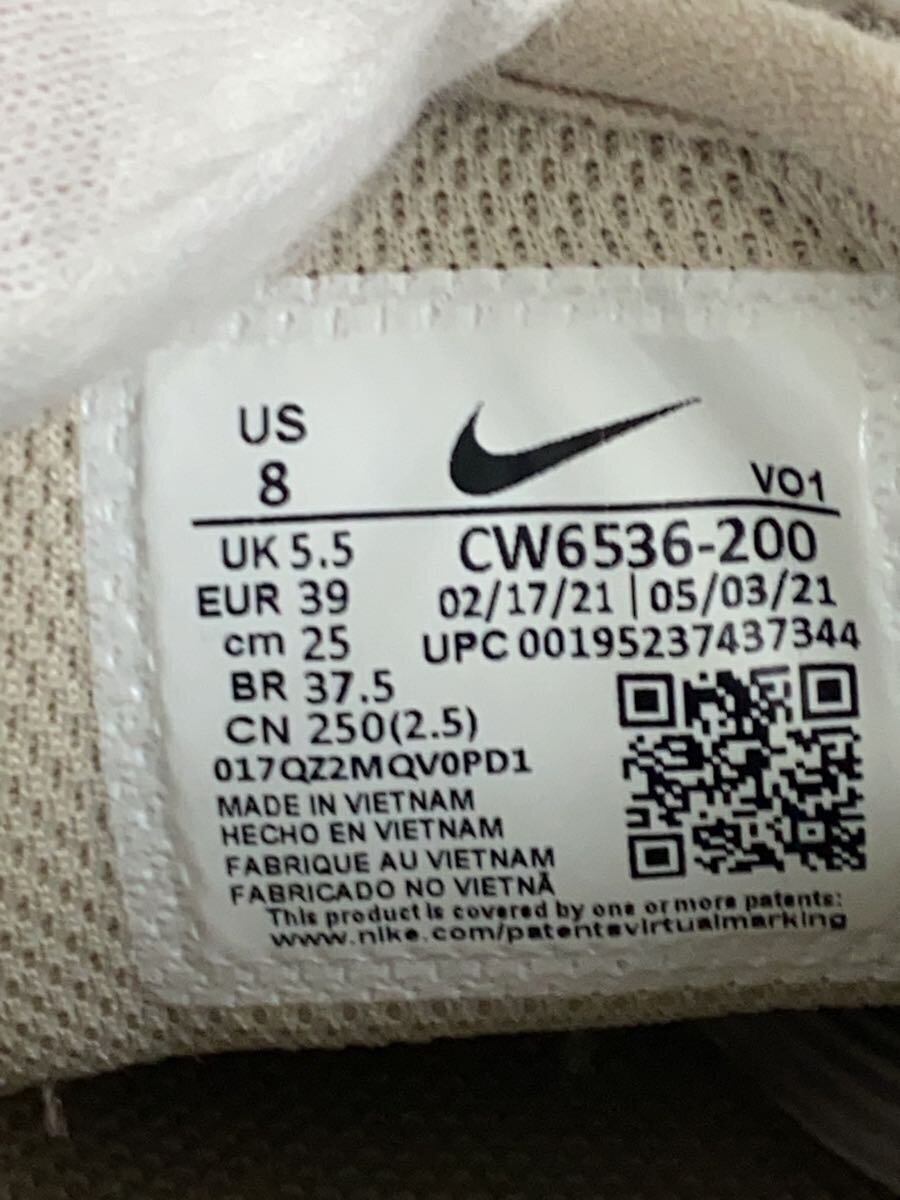 US
8
VO1
UK 5.5
CW6536-200
EUR 39
02/17/21 | 05/03/21
cm 25
UPC 00195237437344
BR 37.5
CN 250(2.5)
017QZ2MQV0PD1
MADE IN VIETNAM
HECHO EN VIETNAM
FABRIQUE AU VIETNAM
FABRICADO NO VIETNÃ
This product is covered by one or more patents:
www.nike.com/patentsvirtualmarking